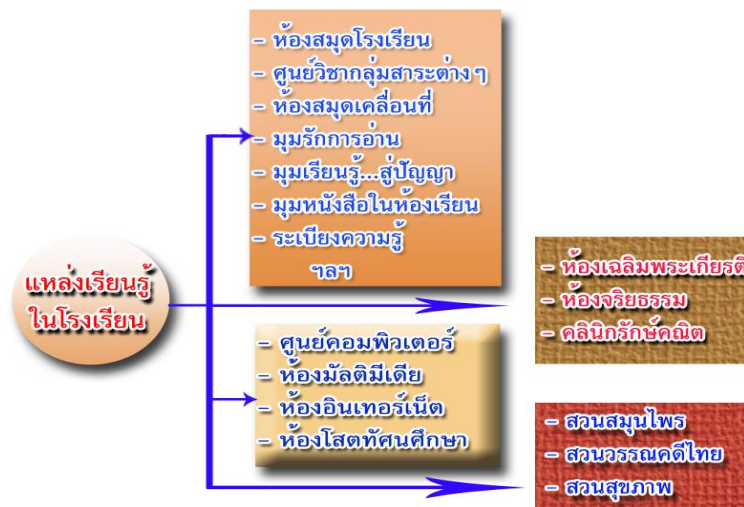 แหล่งเรียนรู้
ในโรงเรียน
- ห้องสมุดโรงเรียน
- ศูนย์วิชากลุ่มสาระต่างๆ
- ห้องสมุดเคลื่อนที่
- มุมรักการอ่าน
- มุมเรียนรู้...สู่ปัญญา
- มุมหนังสือในห้องเรียน
- ระเบียงความรู้
ฯลฯ
- ห้องเฉลิมพระเกียรติ
- ห้องจริยธรรม
- คลินิกรักษ์คณิต
- ศูนย์คอมพิวเตอร์
- ห้องมัลติมีเดีย
- ห้องอินเทอร์เน็ต
- ห้องโสตทัศนศึกษา
- สวนสมุนไพร
- สวนวรรณคดีไทย
- สวนสุขภาพ